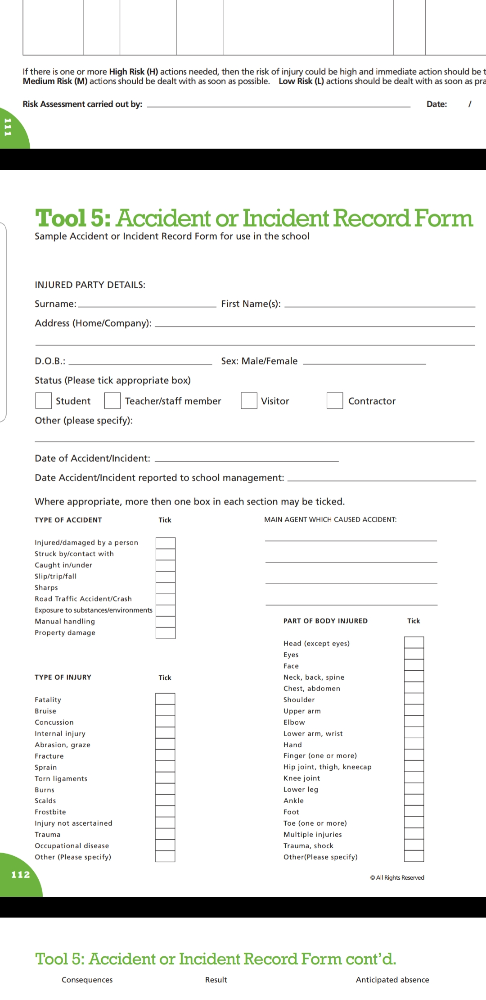 If there is one or more High Risk (H) actions needed, then the risk of injury could be high and immediate action should be t
Medium Risk (M) actions should be dealt with as soon as possible. Low Risk (L) actions should be dealt with as soon as pra
Risk Assessment carried out by: Date: /
111
Tool 5: Accident or Incident Record Form
Sample Accident or Incident Record Form for use in the school
INJURED PARTY DETAILS:
Surname: First Name(s):
Address (Home/Company):
D.O.B.: Sex: Male/Female
Status (Please tick appropriate box)
Student Teacher/staff member Visitor Contractor
Other (please specify):
Date of Accident/Incident:
Date Accident/Incident reported to school management:
Where appropriate, more then one box in each section may be ticked.
TYPE OF ACCIDENT Tick
Injured/damaged by a person
Struck by/contact with
Caught in/under
Slip/trip/fall
Sharps
Road Traffic Accident/Crash
Exposure to substances/environments
Manual handling
Property damage
TYPE OF INJURY Tick
Fatality
Bruise
Concussion
Internal injury
Abrasion, graze
Fracture
Sprain
Torn ligaments
Burns
Scalds
Frostbite
Injury not ascertained
Trauma
Occupational disease
Other (Please specify)
MAIN AGENT WHICH CAUSED ACCIDENT:
PART OF BODY INJURED Tick
Head (except eyes)
Eyes
Face
Neck, back, spine
Chest, abdomen
Shoulder
Upper arm
Elbow
Lower arm, wrist
Hand
Finger (one or more)
Hip joint, thigh, kneecap
Knee joint
Lower leg
Ankle
Foot
Toe (one or more)
Multiple injuries
Trauma, shock
Other(Please specify)
112
© All Rights Reserved
Tool 5: Accident or Incident Record Form cont'd.
Consequences Result Anticipated absence